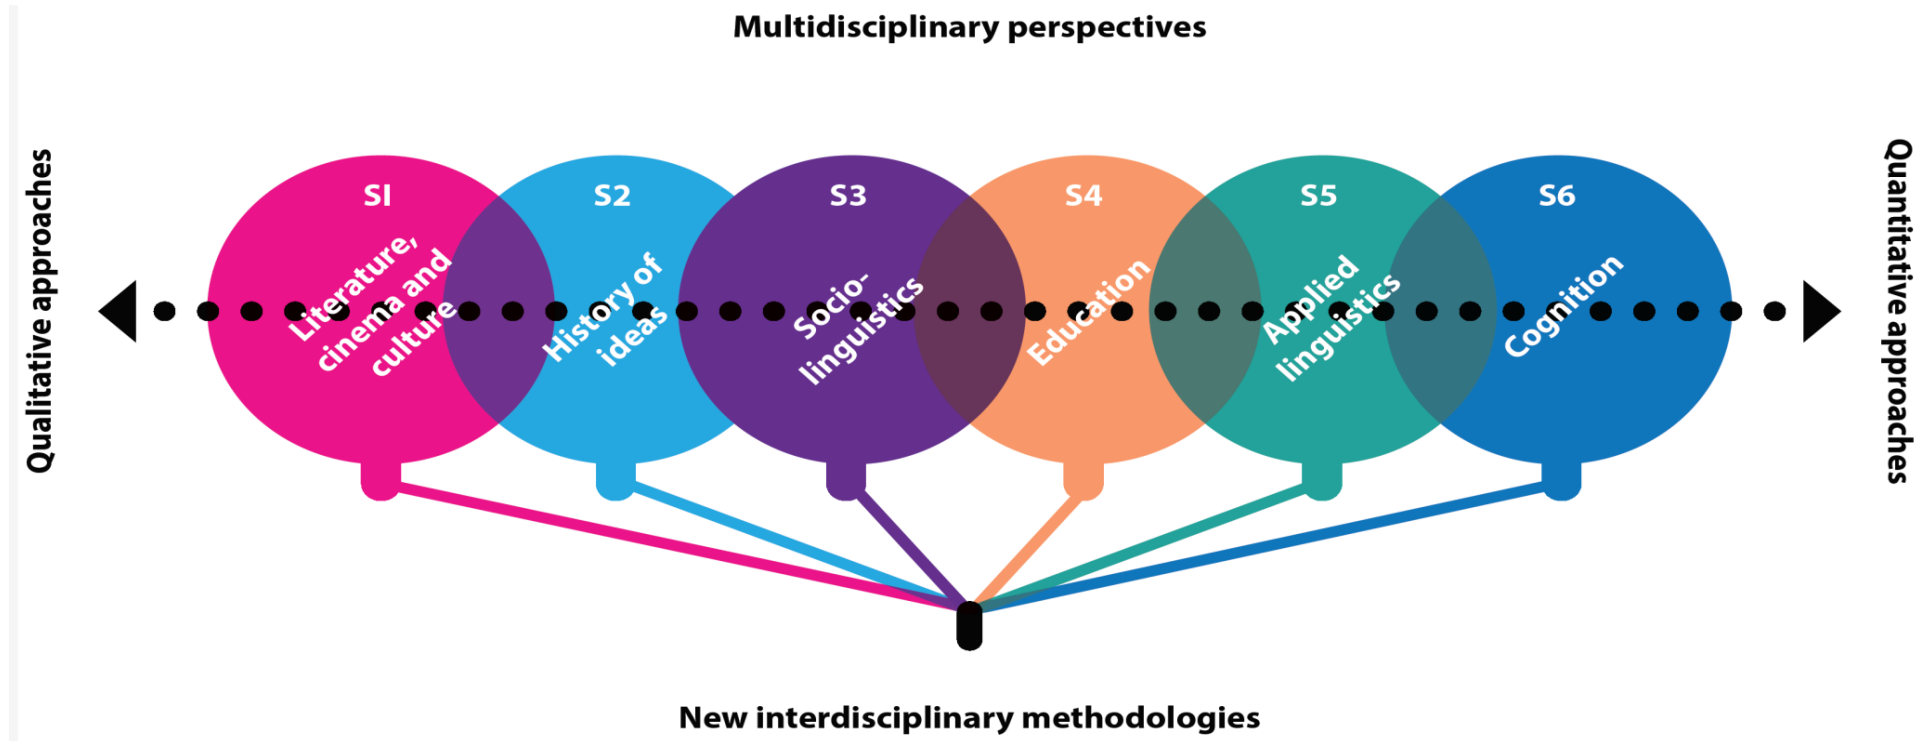 Multidisciplinary perspectives
Qualitative approaches
S1
Literature,
cinema and
culture
S2
History of
ideas
S3
Socio-
linguistics
S4
Education
S5
Applied
linguistics
S6
Cognition
Quantitative approaches
New interdisciplinary methodologies